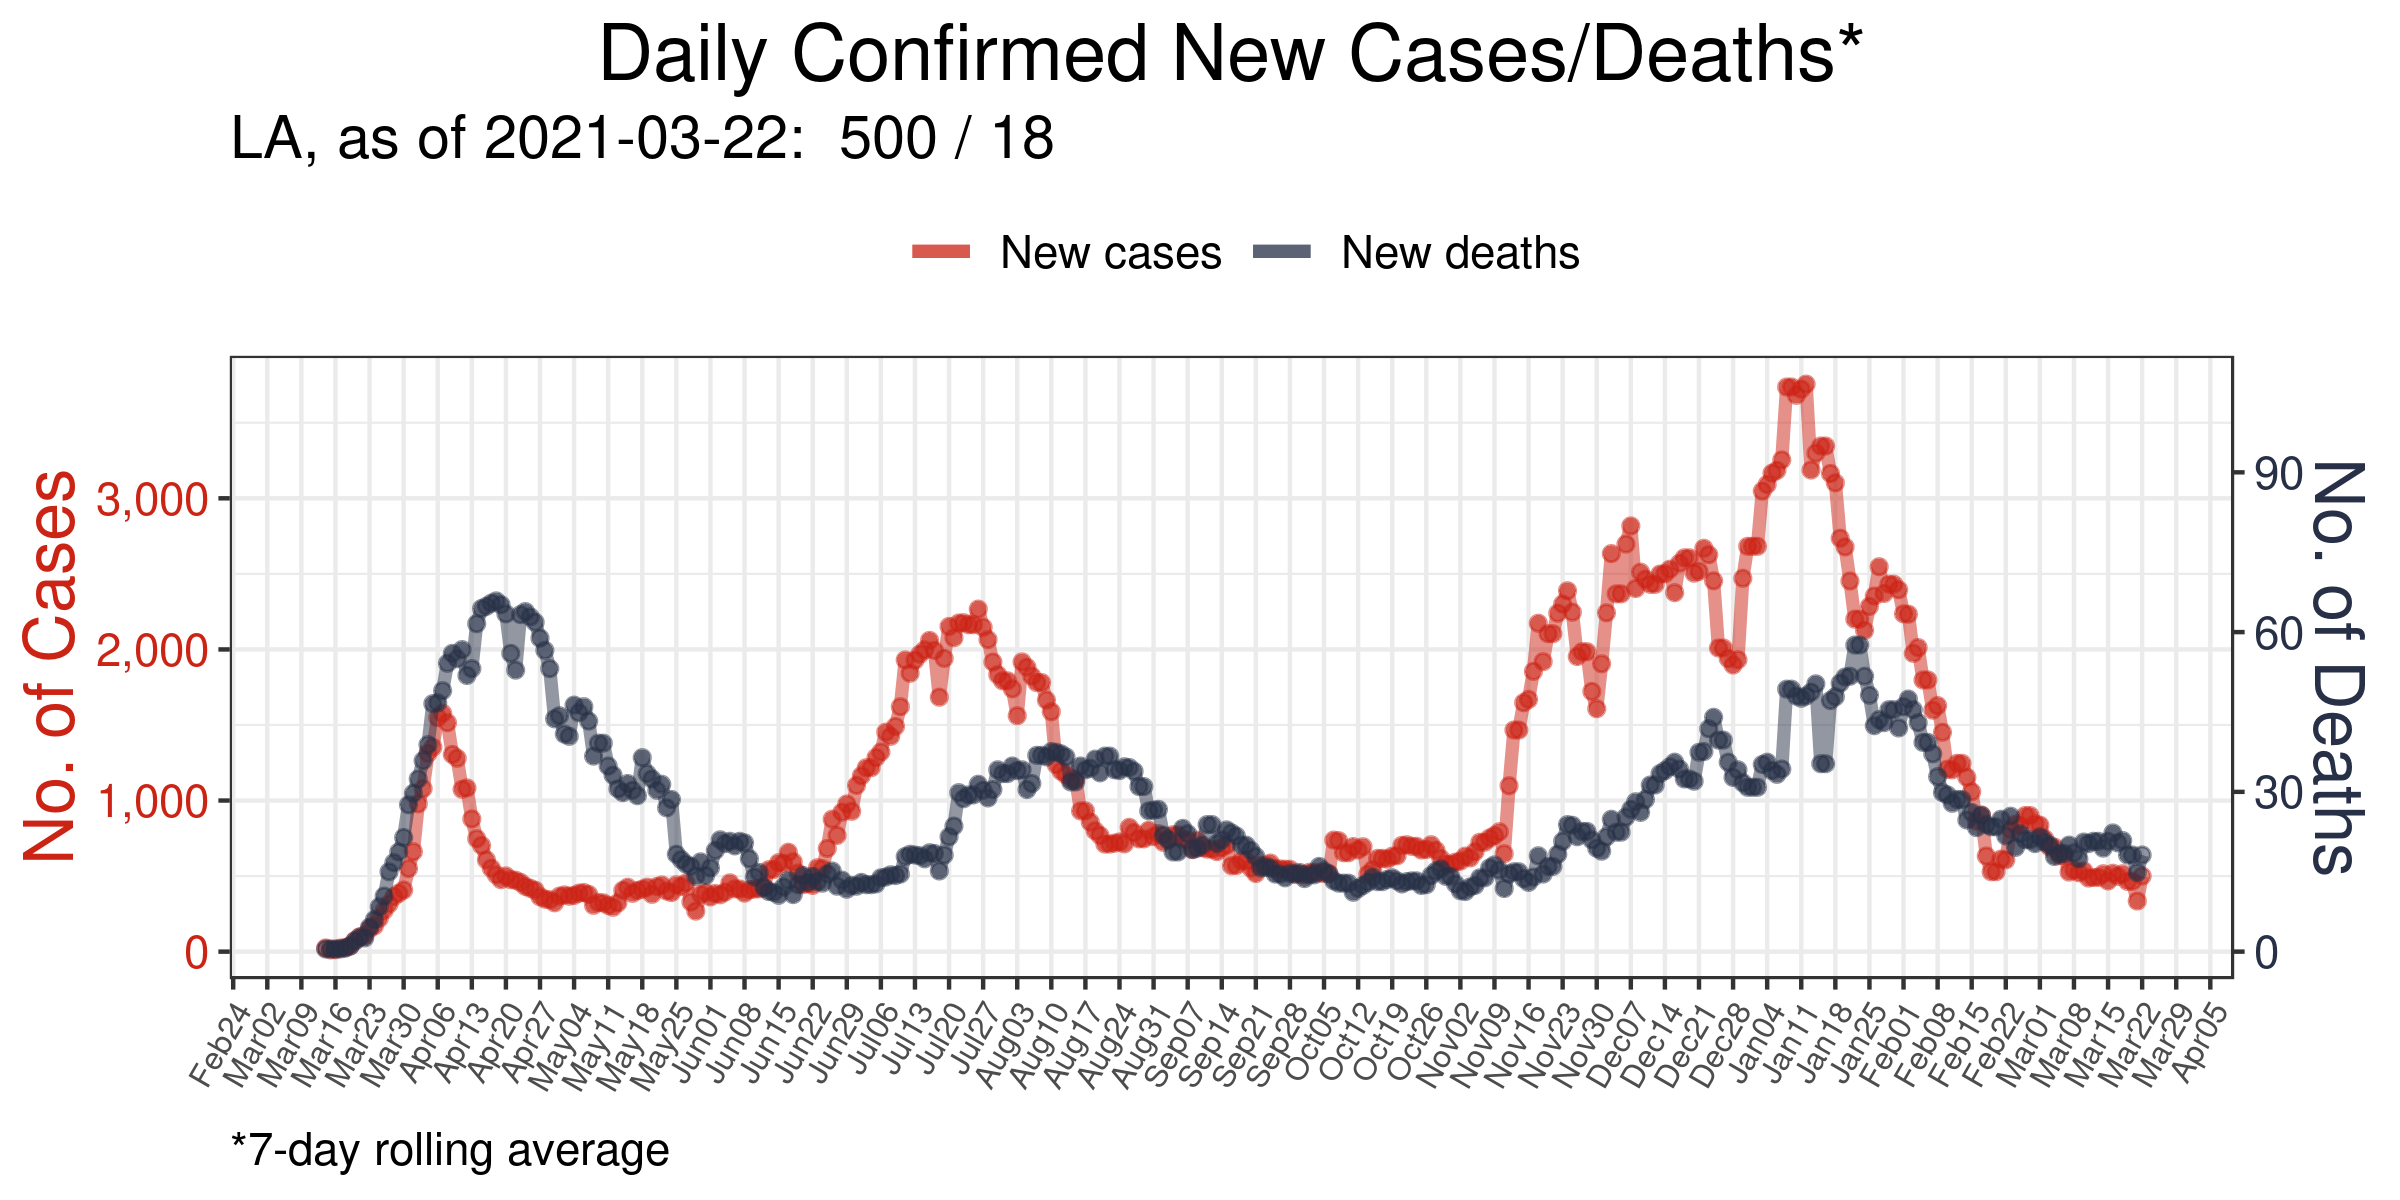 Daily Confirmed New Cases/Deaths*
LA, as of 2021-03-22:  500 / 18
New cases New deaths
No. of Cases
3,000
2,000
1,000
0
90
60
30
0
No. of Deaths
Feb24 Mar02 Mar09 Mar16 Mar23 Mar30 Apr06 Apr13 Apr20 Apr27 May04 May11 May18 May25 Jun01 Jun08 Jun15 Jun22 Jun29 Jul06 Jul13 Jul20 Jul27 Aug03 Aug10 Aug17 Aug24 Aug31 Sep07 Sep14 Sep21 Sep28 Oct05 Oct12 Oct19 Oct26 Nov02 Nov09 Nov16 Nov23 Nov30 Dec07 Dec14 Dec21 Dec28 Jan04 Jan11 Jan18 Jan25 Feb01 Feb08 Feb15 Feb22 Mar01 Mar08 Mar15 Mar22 Mar29 Apr05
*7-day rolling average